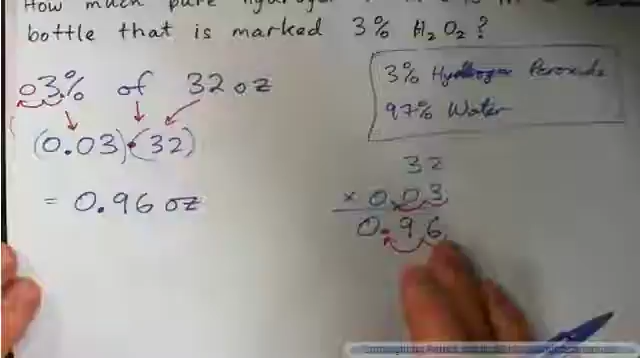 How much pure hydrogen
bottle that is marked 3% H₂O₂?
03% of 32 oz
(0.03)·(32)
= 0.96 oz
3% Hydrogen Peroxide
97% Water
32
× 0.03
0.96